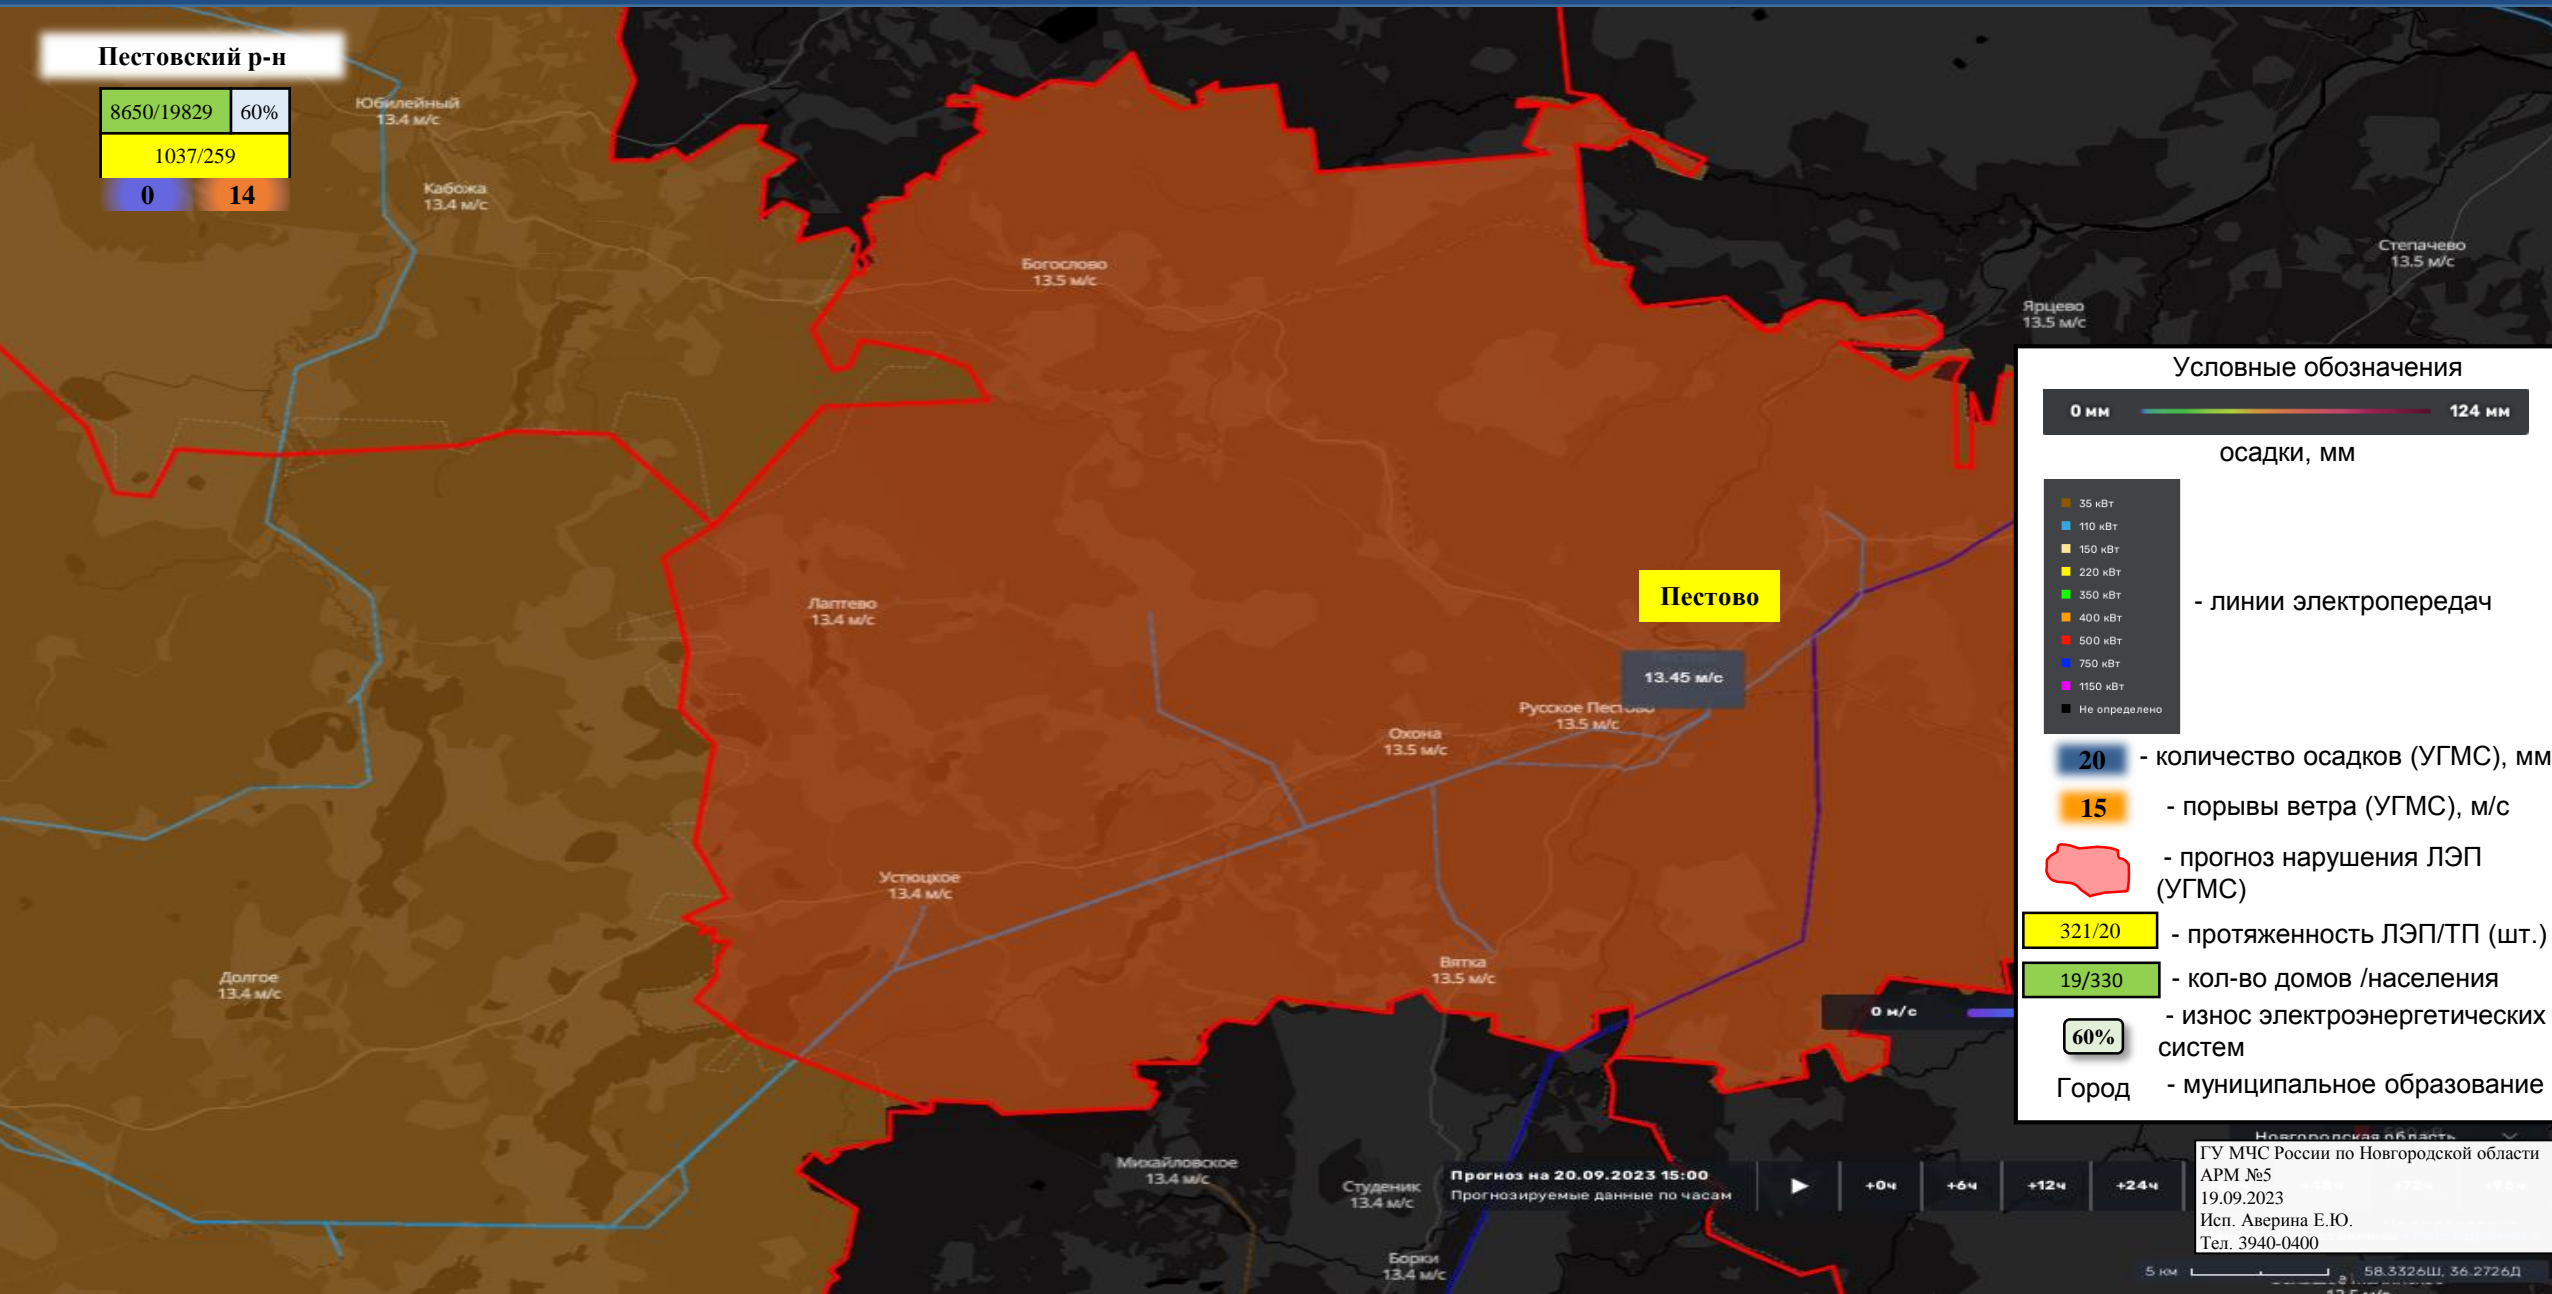 Пестовский р-н
8650/19829 60%
1037/259
0 14
Юбилейный
13.4 м/с
Кабожа
13.4 м/с
Богослово
13.5 м/с
Степачево
13.5 м/с
Ярцево
13.5 м/с
Лаптево
13.4 м/с
Пестово
13.45 м/с
Русское Пестово
13.5 м/с
Охона
13.5 м/с
Устюцкое
13.4 м/с
Вятка
13.5 м/с
Долгое
13.4 м/с
Михайловское
13.4 м/с
Студеник
13.4 м/с
Борки
13.4 м/с
0 м/с
Условные обозначения
0 мм 124 мм
осадки, мм
35 кВт
110 кВт
150 кВт
220 кВт
350 кВт
400 кВт
500 кВт
750 кВт
1150 кВт
Не определено
- линии электропередач
20 - количество осадков (УГМС), мм
15 - порывы ветра (УГМС), м/с
- прогноз нарушения ЛЭП
(УГМС)
321/20 - протяженность ЛЭП/ТП (шт.)
19/330 - кол-во домов /населения
60% - износ электроэнергетических
систем
Город - муниципальное образование
Новгородская область
Прогноз на 20.09.2023 15:00
Прогнозируемые данные по часам
+0ч +6ч +12ч +24ч
ГУ МЧС России по Новгородской области
АРМ №5
19.09.2023
Исп. Аверина Е.Ю.
Тел. 3940-0400
5 км 58.3326Ш, 36.2726Д